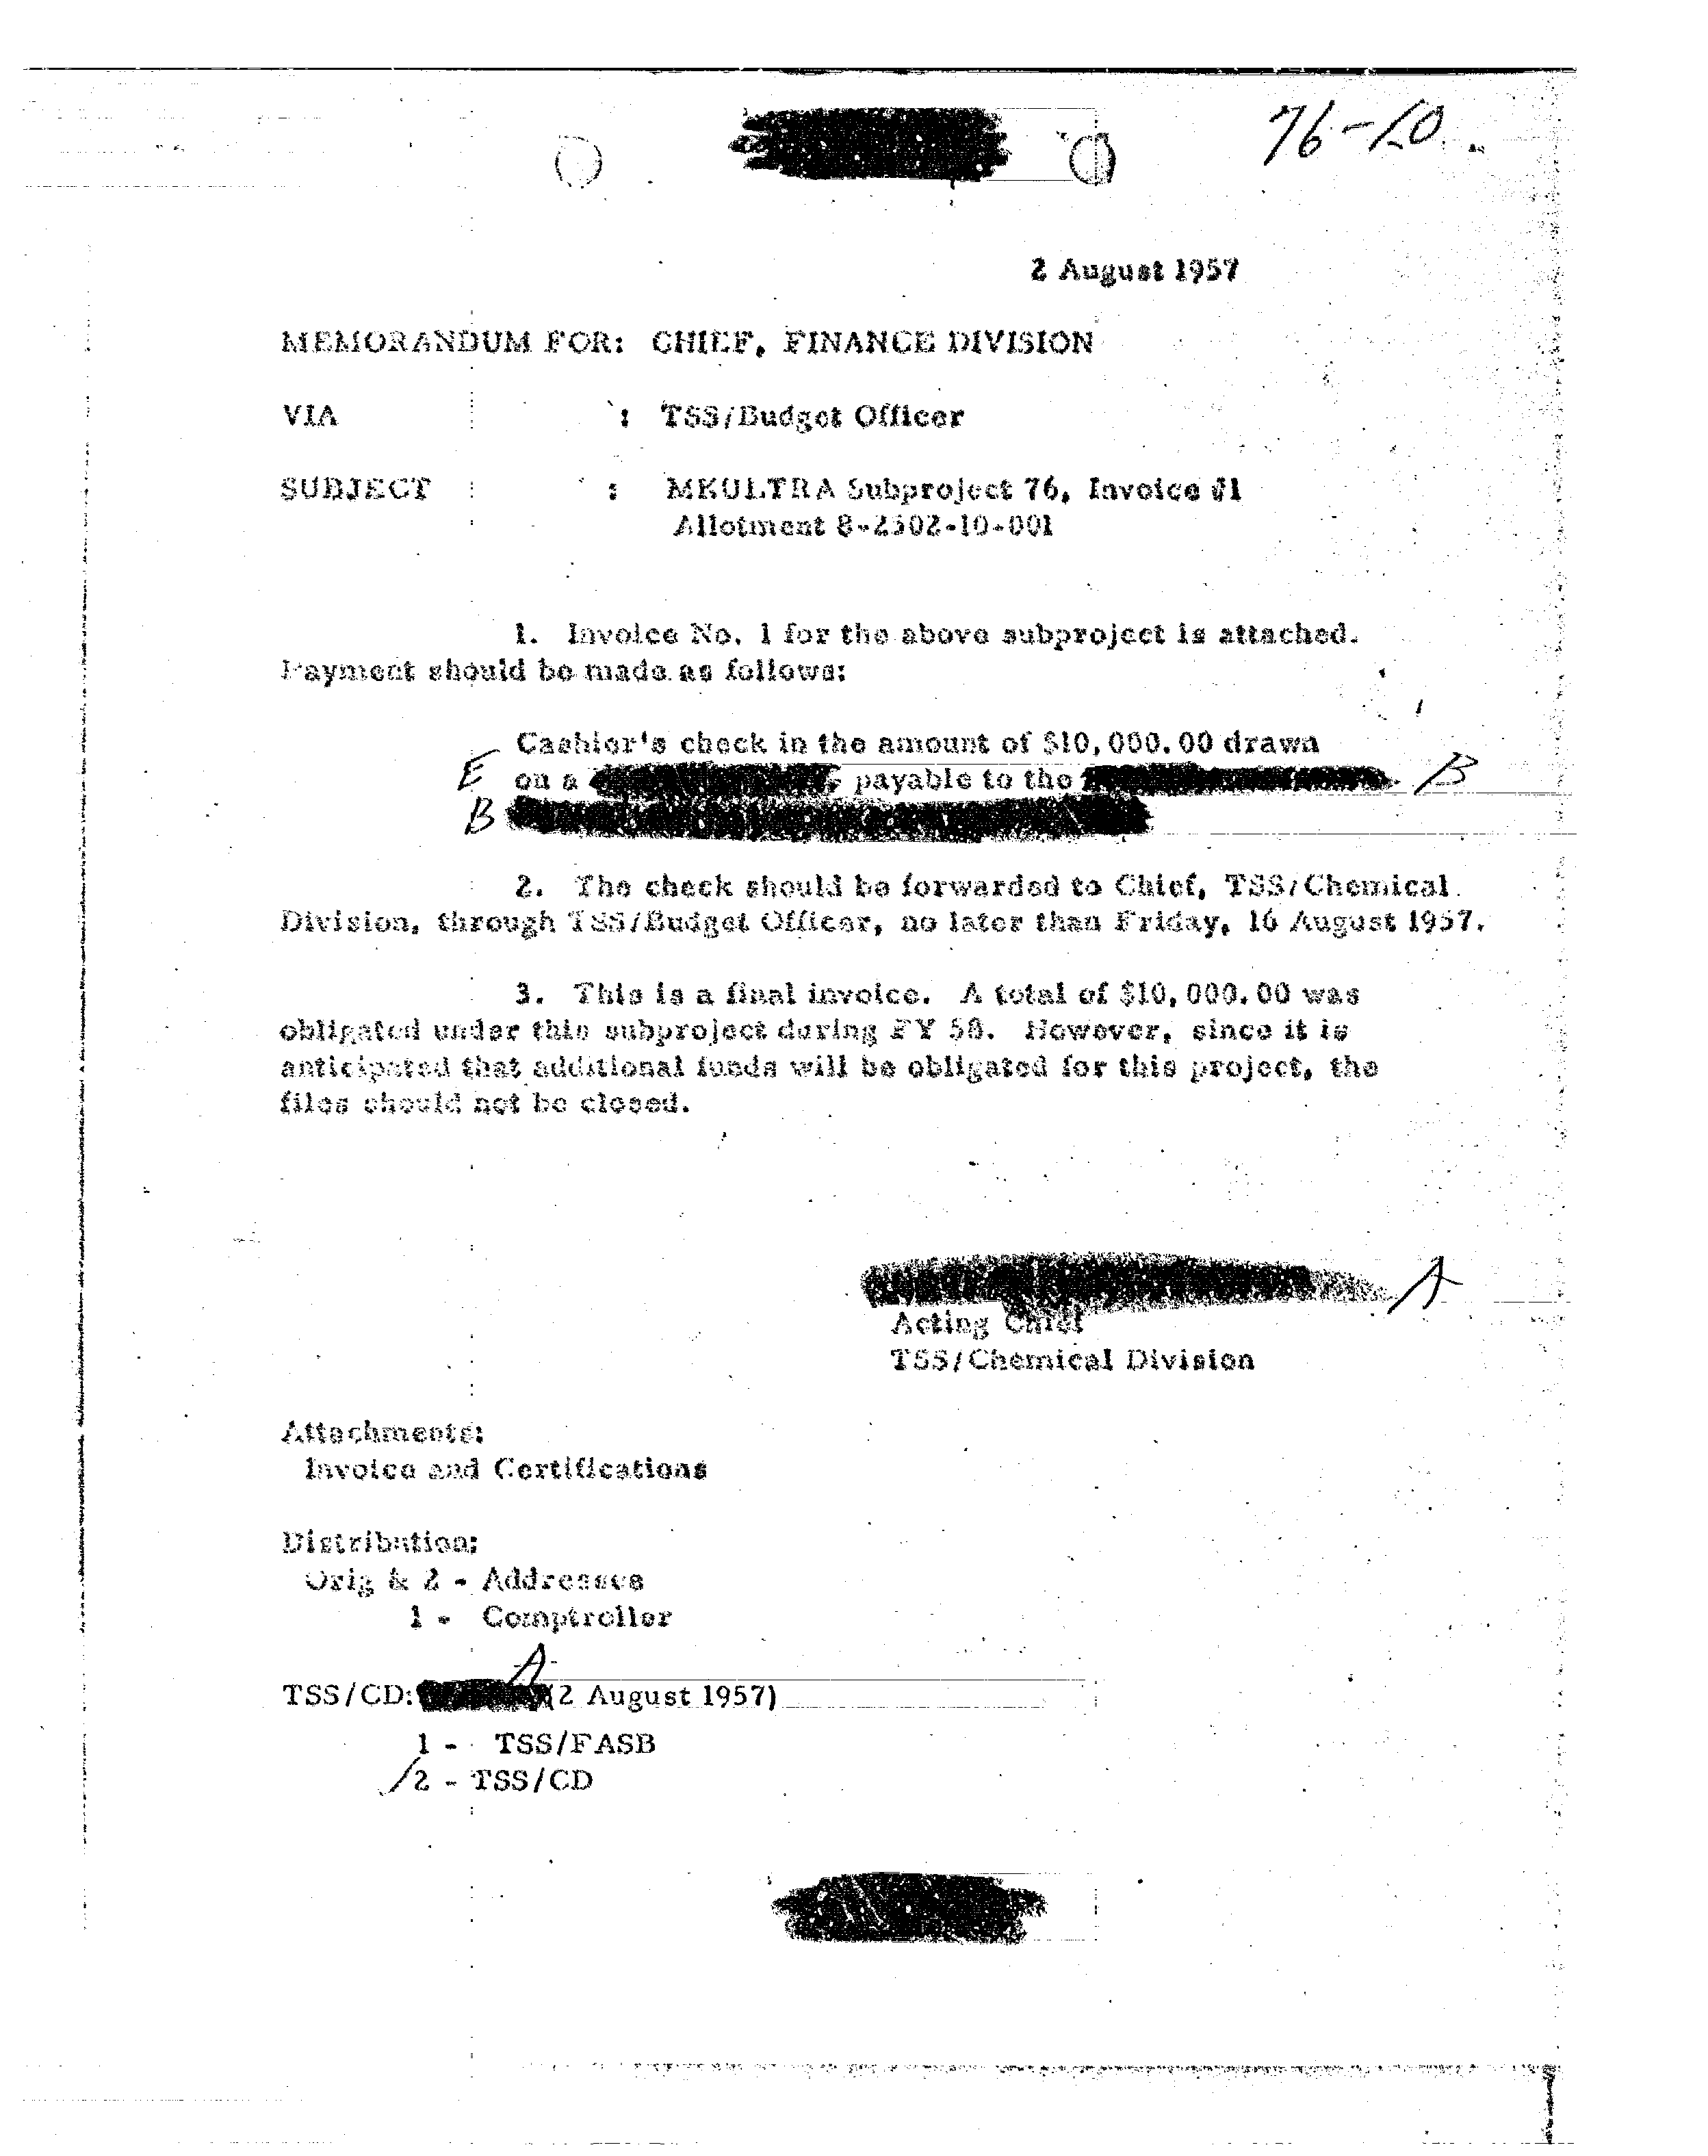 2 August 1957
MEMORANDUM FOR: CHIEF, FINANCE DIVISION
VIA : TSS/Budget Officer
SUBJECT : MKULTRA Subproject 76, Invoice #1
Allotment 8-2502-10-001
1. Invoice No. 1 for the above subproject is attached.
Payment should be made as follows:
Cashier's check in the amount of $10,000.00 drawn
E on a , payable to the B
B
2. The check should be forwarded to Chief, TSS/Chemical
Division, through TSS/Budget Officer, no later than Friday, 16 August 1957.
3. This is a final invoice. A total of $10,000.00 was
obligated under this subproject during FY 58. However, since it is
anticipated that additional funds will be obligated for this project, the
files should not be closed.
A
Acting Chief
TSS/Chemical Division
Attachments:
Invoice and Certifications
Distribution:
Orig & 2 - Addressee
1 - Comptroller
A
TSS/CD: (2 August 1957)
1 - TSS/FASB
2 - TSS/CD